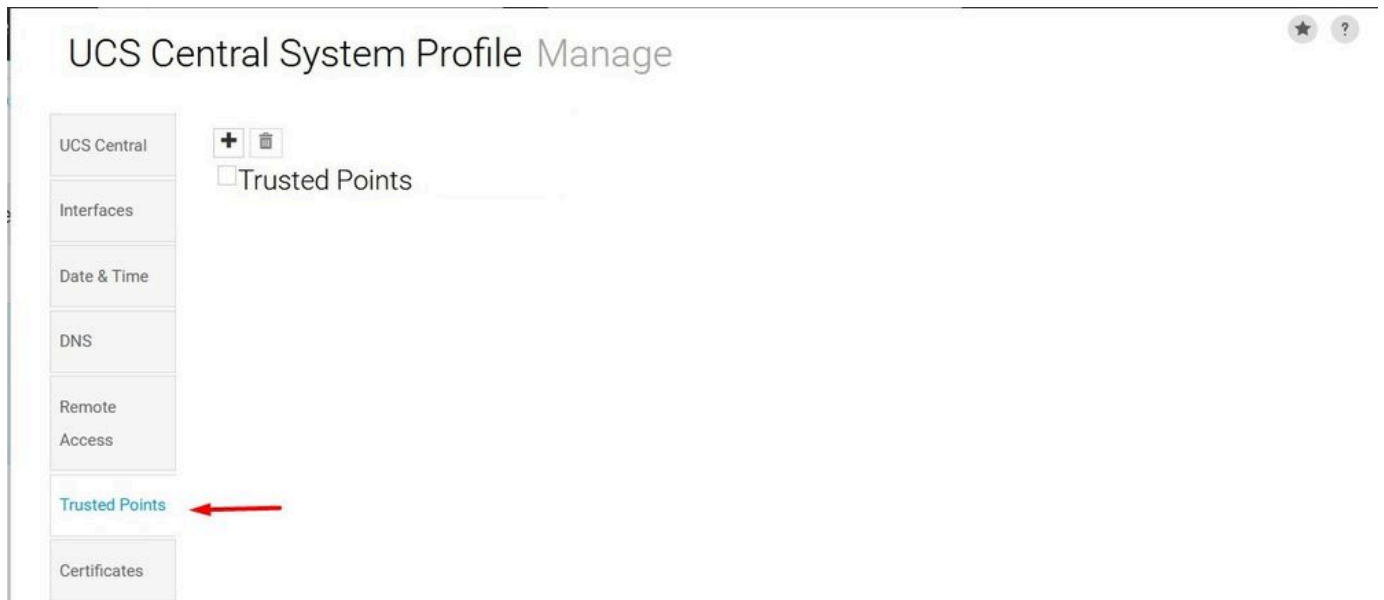 UCS Central System Profile Manage
?
UCS Central
Interfaces
Date & Time
DNS
Remote
Access
Trusted Points
Certificates
Trusted Points